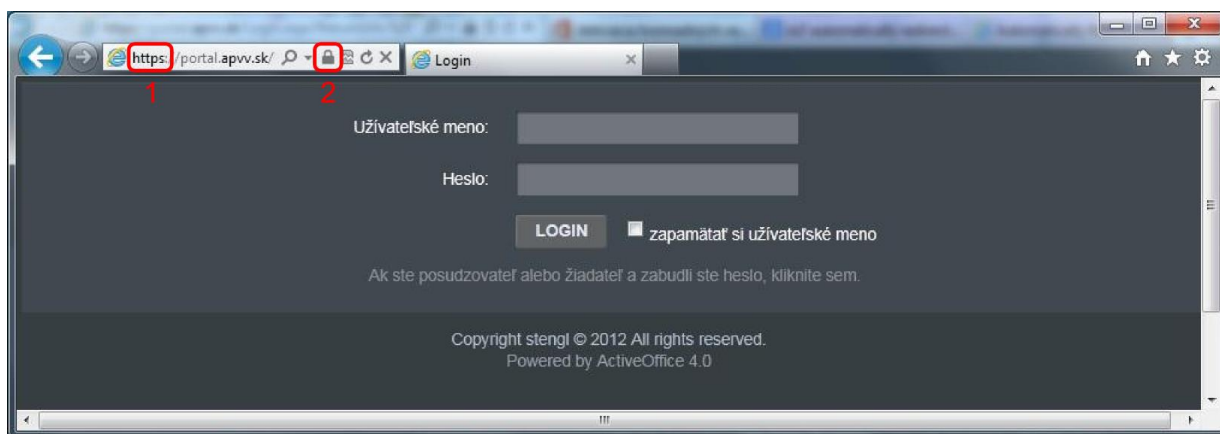 https://portal.apvv.sk/
Login
1
2
Užívateľské meno:
Heslo:
LOGIN
zapamätať si užívateľské meno
Ak ste posudzovateľ alebo žiadateľ a zabudli ste heslo, kliknite sem.
Copyright stengl © 2012 All rights reserved.
Powered by ActiveOffice 4.0